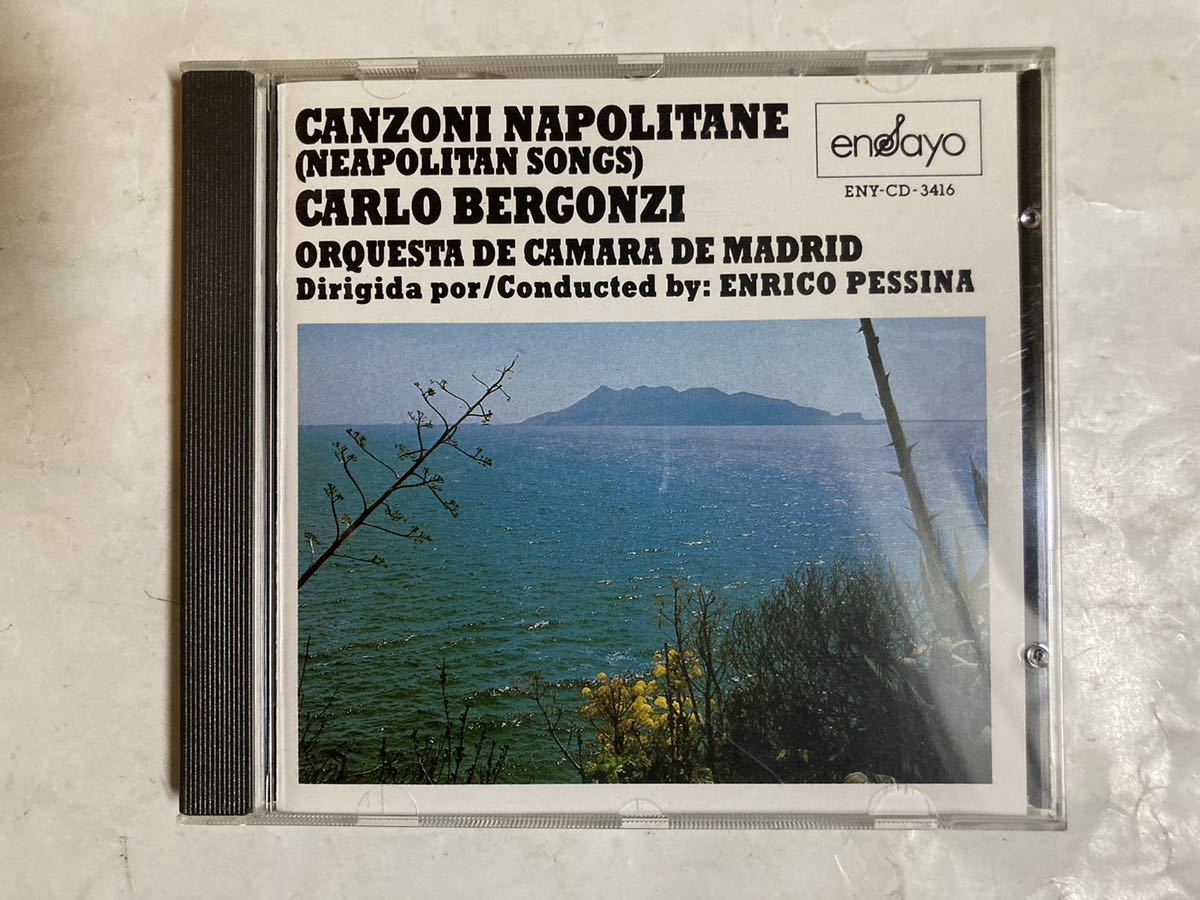 CANZONI NAPOLITANE
(NEAPOLITAN SONGS)
CARLO BERGONZI
ORQUESTA DE CAMARA DE MADRID
Dirigida por/Conducted by: ENRICO PESSINA
ensayo
ENY-CD-3416